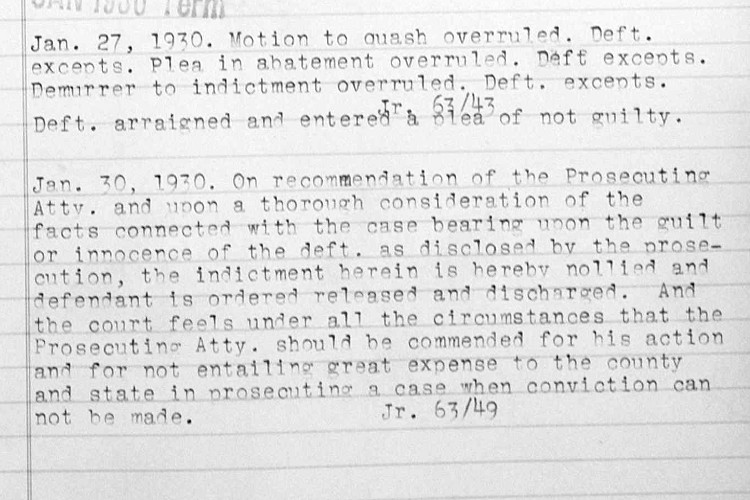 JAN 1930 Term
Jan. 27, 1930. Motion to quash overruled. Deft.
excepts. Plea in abatement overruled. Deft excepts.
Demurrer to indictment overruled. Deft. excepts.
Jr. 63/43
Deft. arraigned and entered a plea of not guilty.
Jan. 30, 1930. On recommendation of the Prosecuting
Atty. and upon a thorough consideration of the
facts connected with the case bearing upon the guilt
or innocence of the deft. as disclosed by the prose-
cution, the indictment herein is hereby nollied and
defendant is ordered released and discharged. And
the court feels under all the circumstances that the
Prosecuting Atty. should be commended for his action
and for not entailing great expense to the county
and state in prosecuting a case when conviction can
not be made. Jr. 63/49